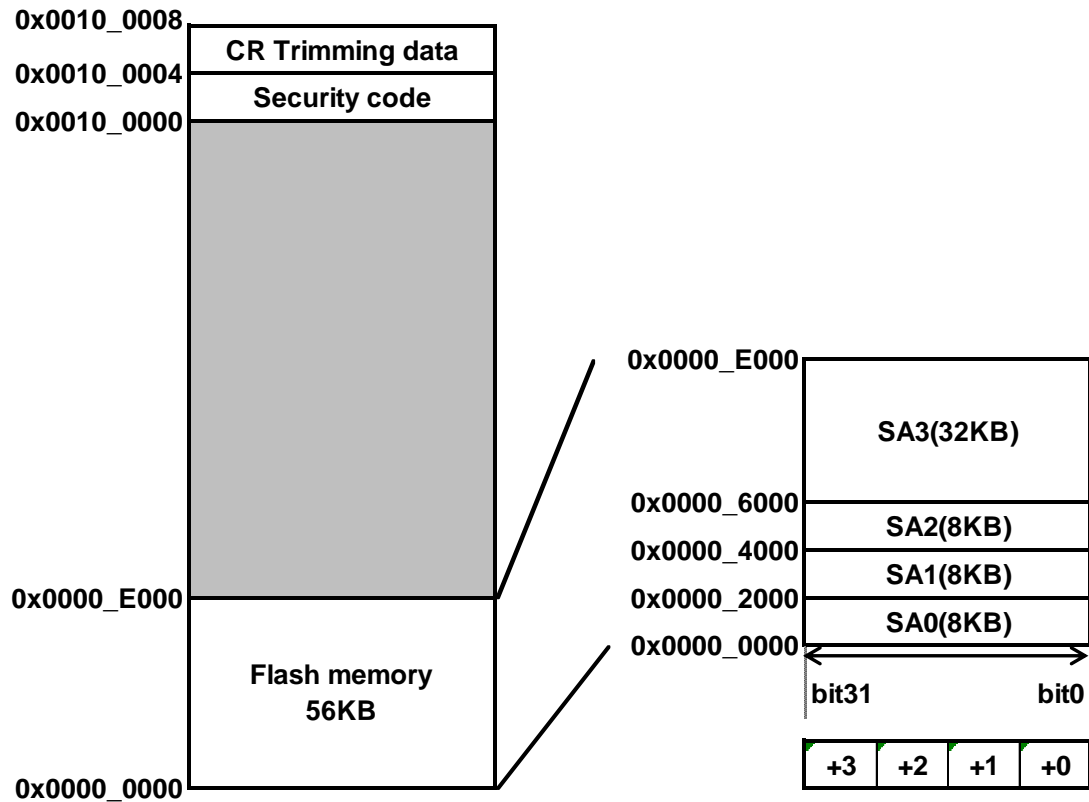 0x0010_0008
CR Trimming data
0x0010_0004
Security code
0x0010_0000
0x0000_E000
Flash memory
56KB
0x0000_0000
0x0000_E000
SA3(32KB)
0x0000_6000
SA2(8KB)
0x0000_4000
SA1(8KB)
0x0000_2000
SA0(8KB)
0x0000_0000
bit31 bit0
+3 +2 +1 +0